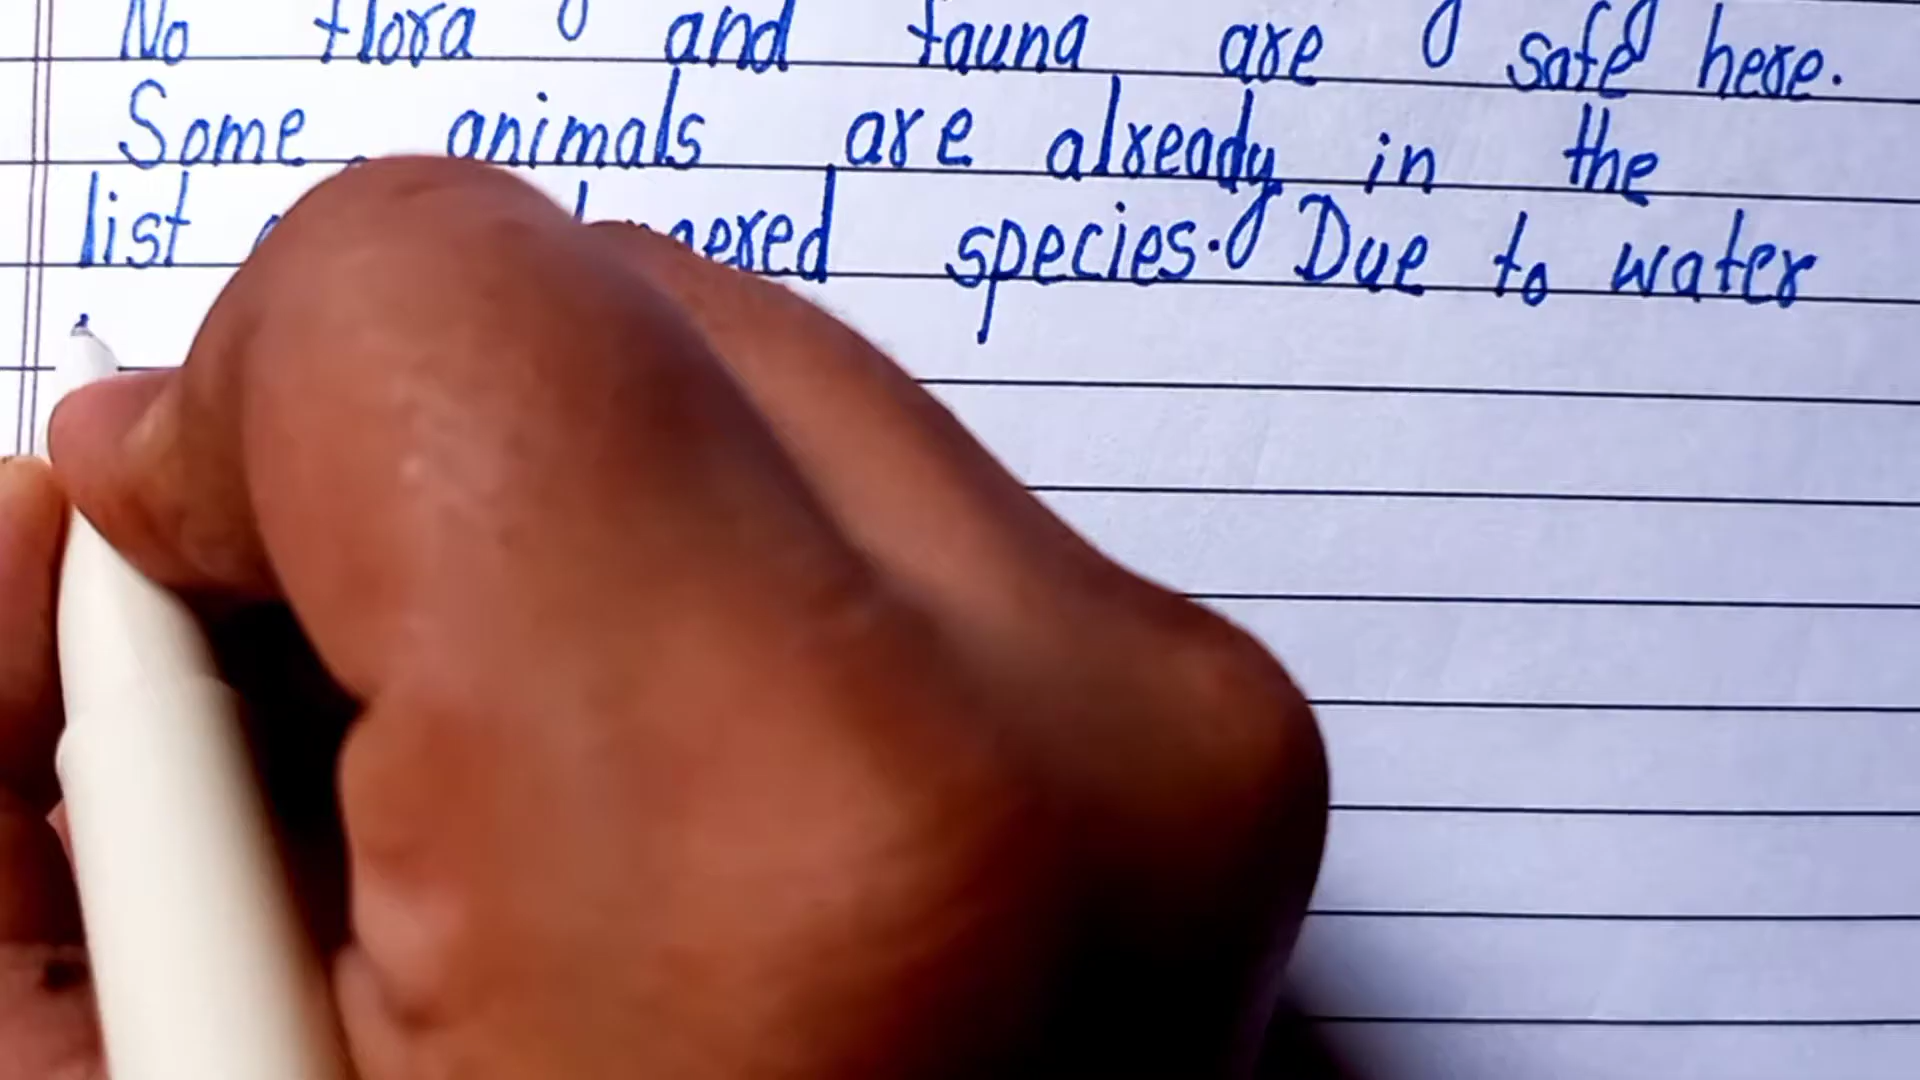 No flora and fauna are safe here.
Some animals are already in the
list species. Due to water